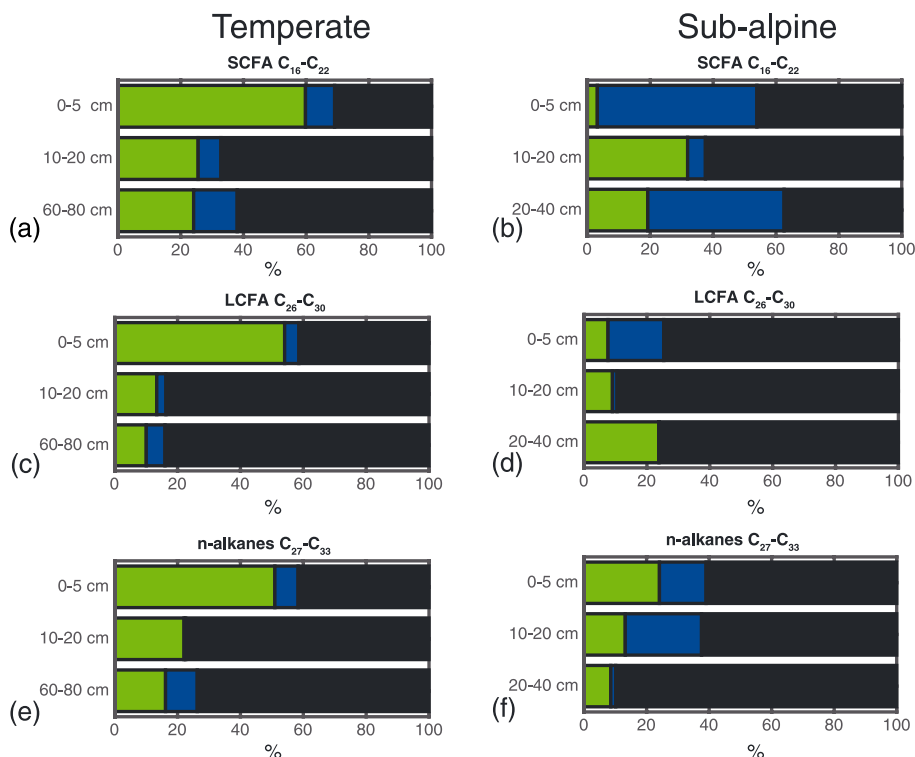 Temperate
Sub-alpine
SCFA C₁₆-C₂₂
0-5 cm
10-20 cm
60-80 cm
(a)
0 20 40 60 80 100
%
SCFA C₁₆-C₂₂
0-5 cm
10-20 cm
20-40 cm
(b)
0 20 40 60 80 100
%
LCFA C₂₆-C₃₀
0-5 cm
10-20 cm
60-80 cm
(c)
0 20 40 60 80 100
%
LCFA C₂₆-C₃₀
0-5 cm
10-20 cm
20-40 cm
(d)
0 20 40 60 80 100
%
n-alkanes C₂₇-C₃₃
0-5 cm
10-20 cm
60-80 cm
(e)
0 20 40 60 80 100
%
n-alkanes C₂₇-C₃₃
0-5 cm
10-20 cm
20-40 cm
(f)
0 20 40 60 80 100
%